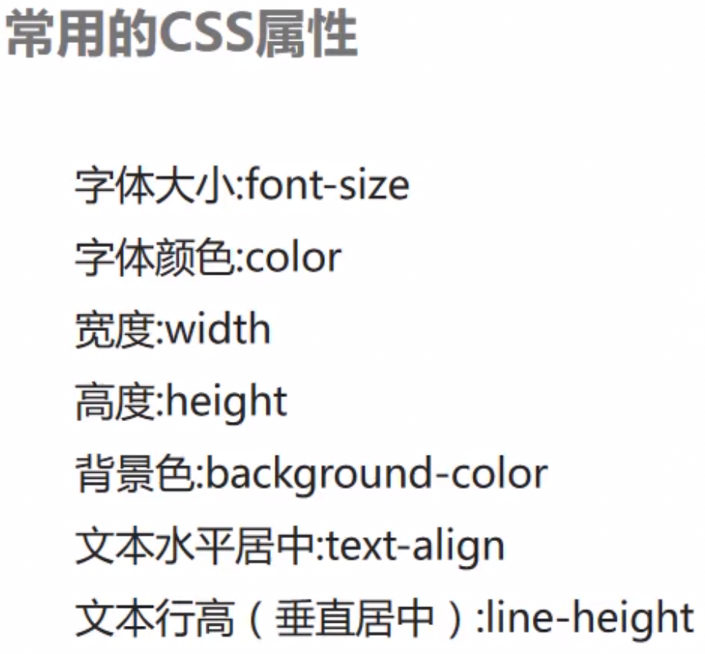 常用的CSS属性
字体大小:font-size
字体颜色:color
宽度:width
高度:height
背景色:background-color
文本水平居中:text-align
文本行高（垂直居中）:line-height